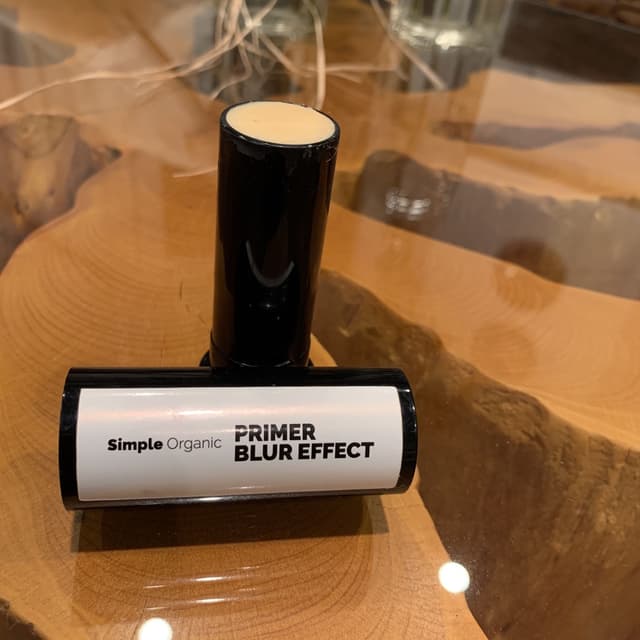 Simple Organic
PRIMER
BLUR EFFECT